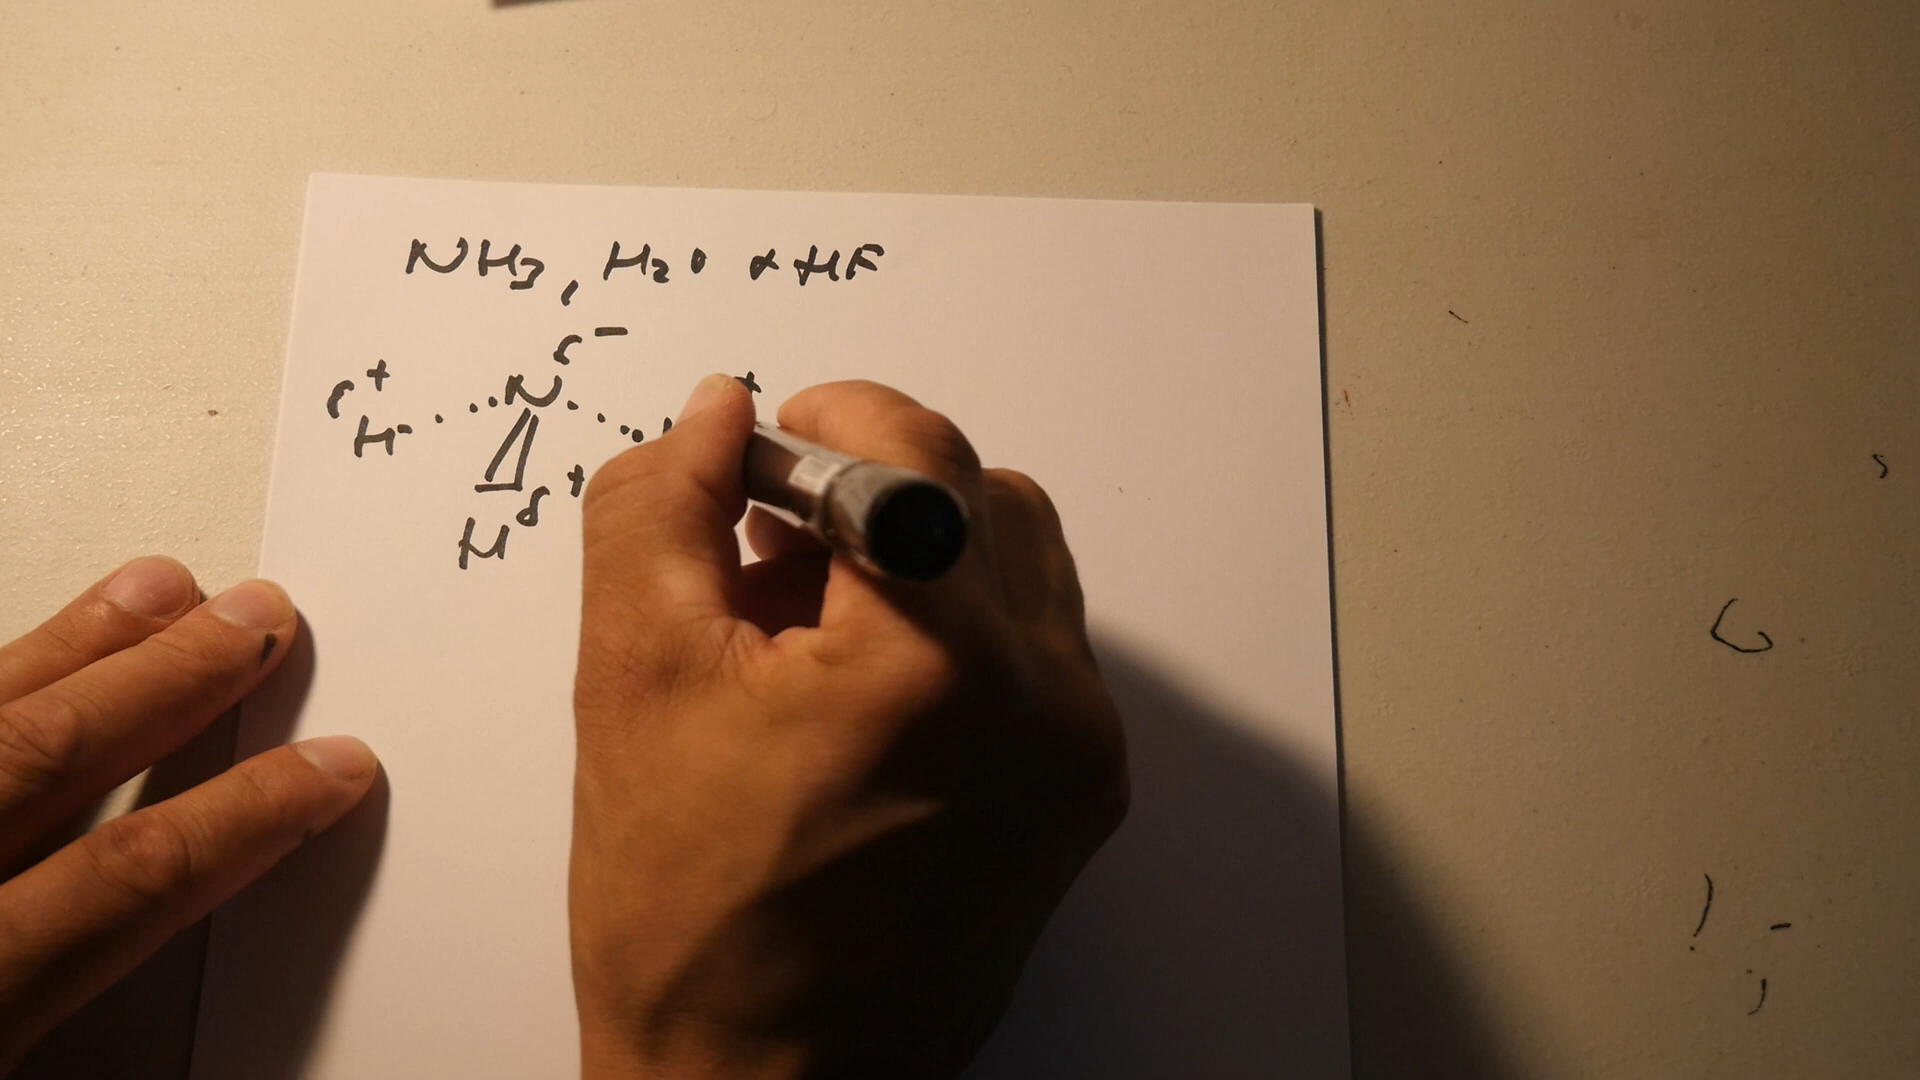 NH3, H2O & HF
δ-
δ+ N +
H
δ+
H